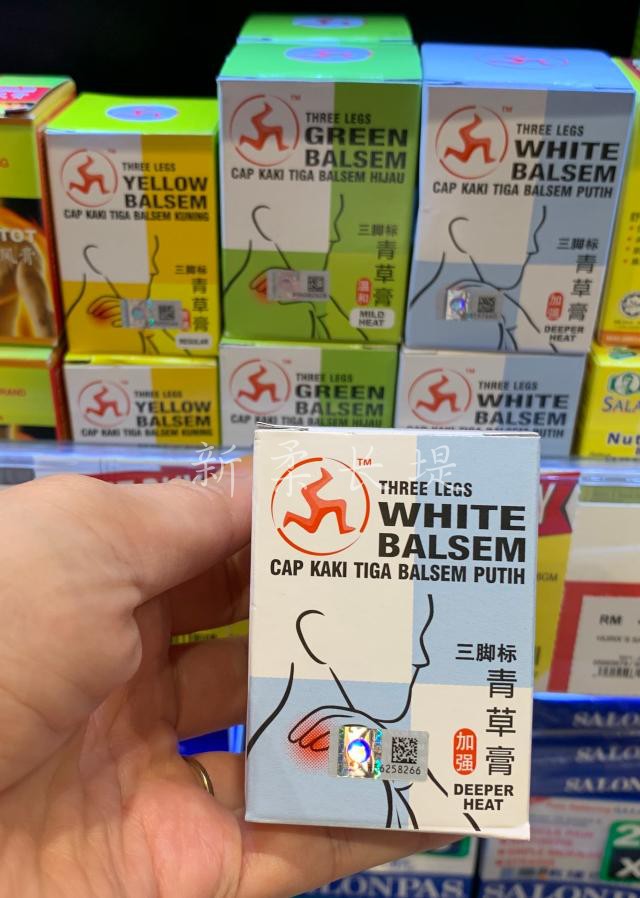 THREE LEGS
YELLOW
BALSEM
CAP KAKI TIGA BALSEM KUNING
三脚标
青草膏
REGULAR
TM
THREE LEGS
GREEN
BALSEM
CAP KAKI TIGA BALSEM HIJAU
三脚标
青草膏
温和
MILD
HEAT
TM
THREE LEGS
WHITE
BALSEM
CAP KAKI TIGA BALSEM PUTIH
三脚标
青草膏
加强
DEEPER
HEAT
THREE LEGS
YELLOW
BALSEM
CAP KAKI TIGA BALSEM KUNING
THREE LEGS
GREEN
BALSEM
CAP KAKI TIGA BALSEM HIJAU
THREE LEGS
WHITE
BALSEM
CAP KAKI TIGA BALSEM PUTIH
新柔长堤
TM
THREE LEGS
WHITE
BALSEM
CAP KAKI TIGA BALSEM PUTIH
三脚标
青草膏
加强
6258266
DEEPER
HEAT
RM
SALONPAS